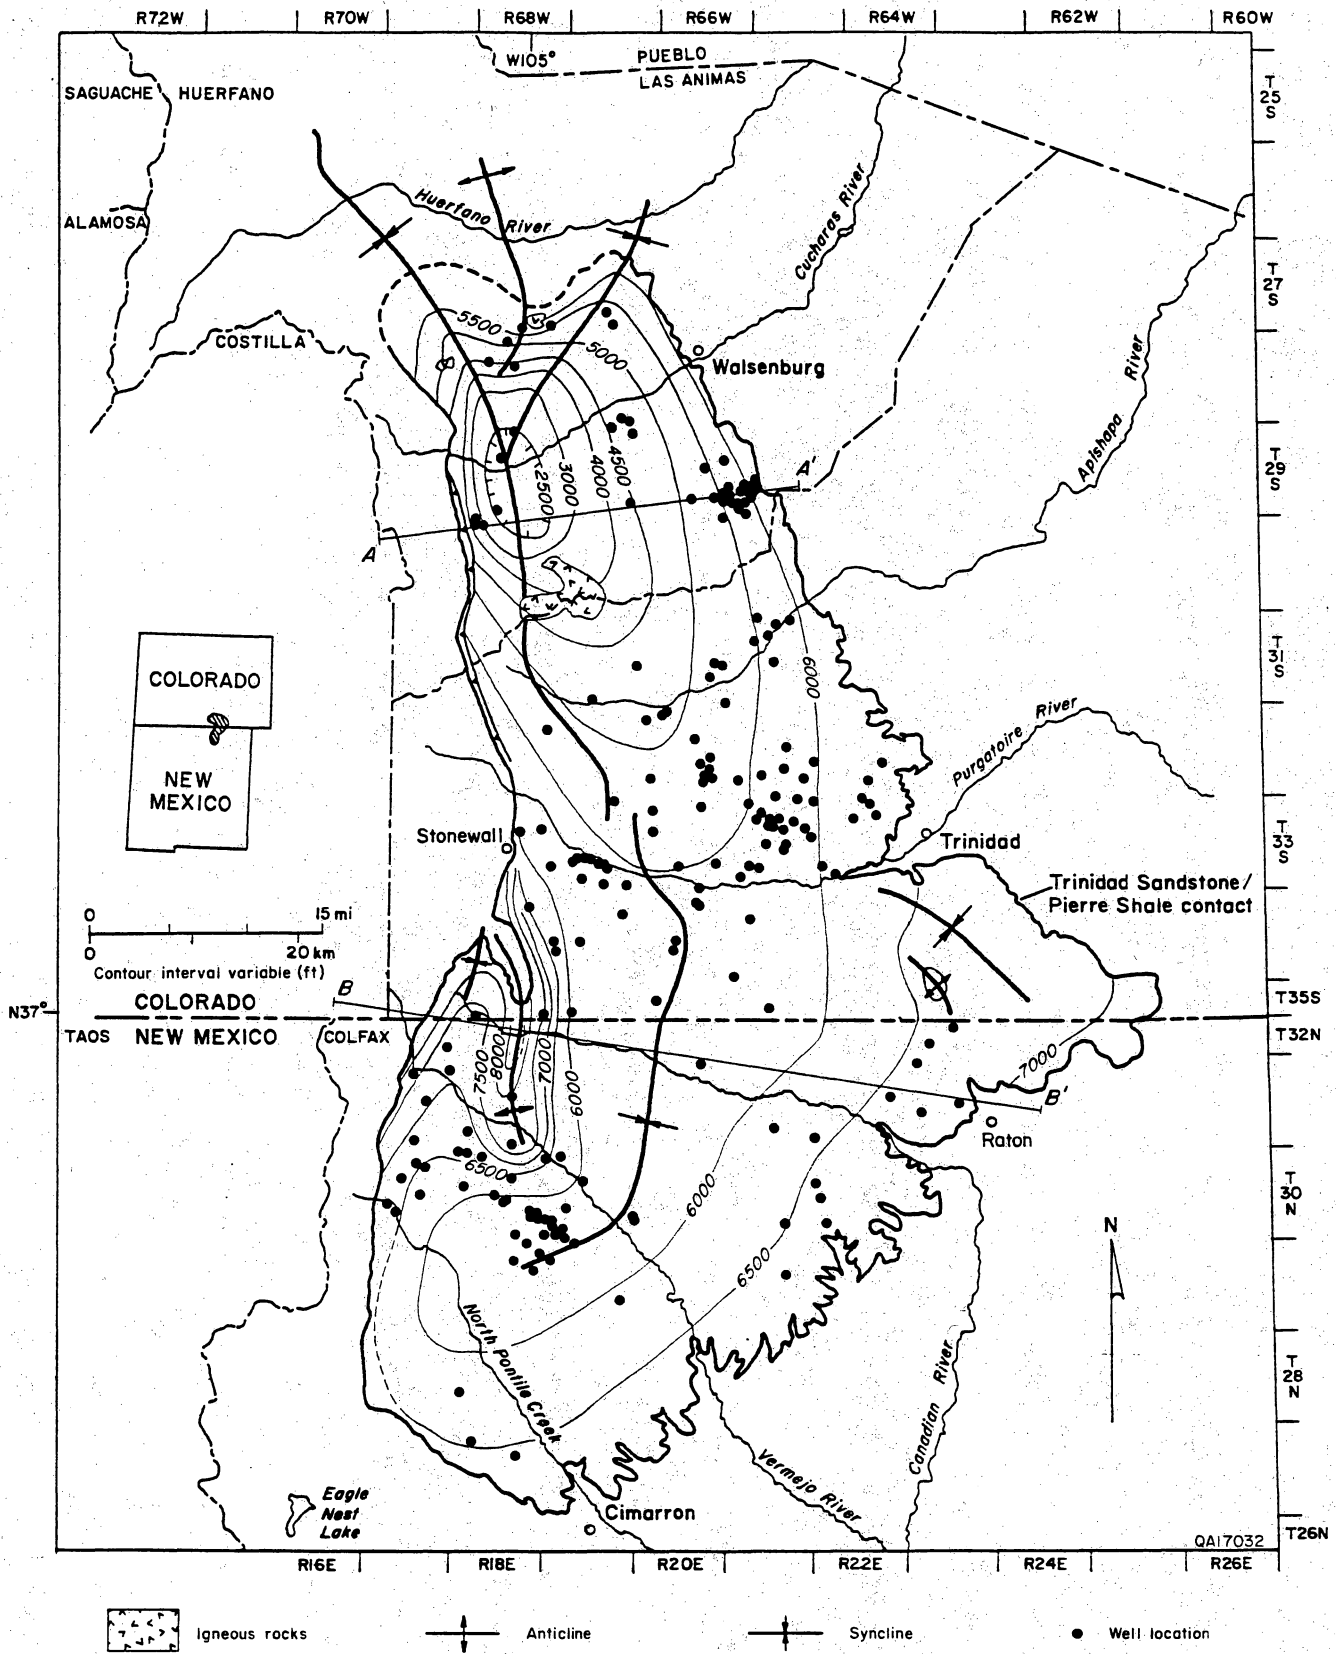 R72W R70W R68W R66W R64W R62W R60W
W105°
PUEBLO
LAS ANIMAS
SAGUACHE HUERFANO
T
25
S
ALAMOSA
Huerfano River
Cucharas River
T
27
S
COSTILLA
5500
5000
Walsenburg
Apishapa River
4500
4000
3000
2500
A'
A
T
29
S
T
31
S
6000
COLORADO
NEW
MEXICO
Purgatoire River
Stonewall
Trinidad
T
33
S
Trinidad Sandstone/
Pierre Shale contact
0 15 mi
0 20 km
Contour interval variable (ft)
B
N37°
COLORADO
T35S
TAOS NEW MEXICO COLFAX
T32N
7500
8000
7000
6000
7000
B'
Raton
6500
6000
T
30
N
6500
N
North Ponil Creek
T
28
N
Canadian River
Vermejo River
Eagle
Nest
Lake
Cimarron
T26N
QA17032
R16E R18E R20E R22E R24E R26E
Igneous rocks Anticline Syncline Well location